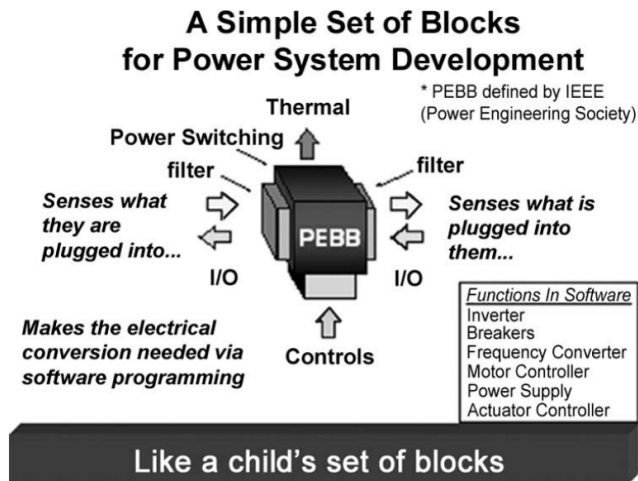 A Simple Set of Blocks
for Power System Development
* PEBB defined by IEEE
(Power Engineering Society)
Thermal
Power Switching
filter
filter
Senses what
they are
plugged into...
Senses what is
plugged into
them...
PEBB
I/O
I/O
Makes the electrical
conversion needed via
software programming
Controls
Functions In Software
Inverter
Breakers
Frequency Converter
Motor Controller
Power Supply
Actuator Controller
Like a child's set of blocks